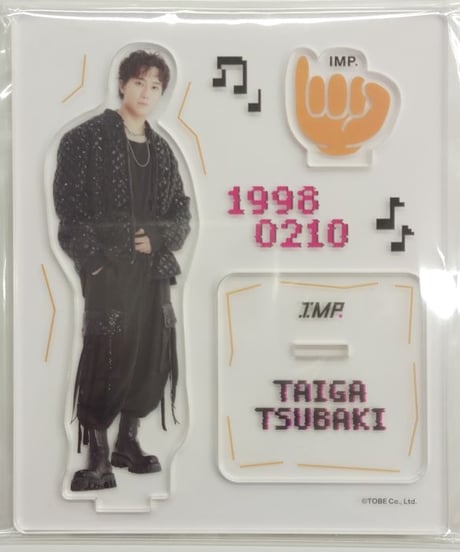 IMP.
1998
0210
IMP.
TAIGA
TSUBAKI
©TOBE Co., Ltd.